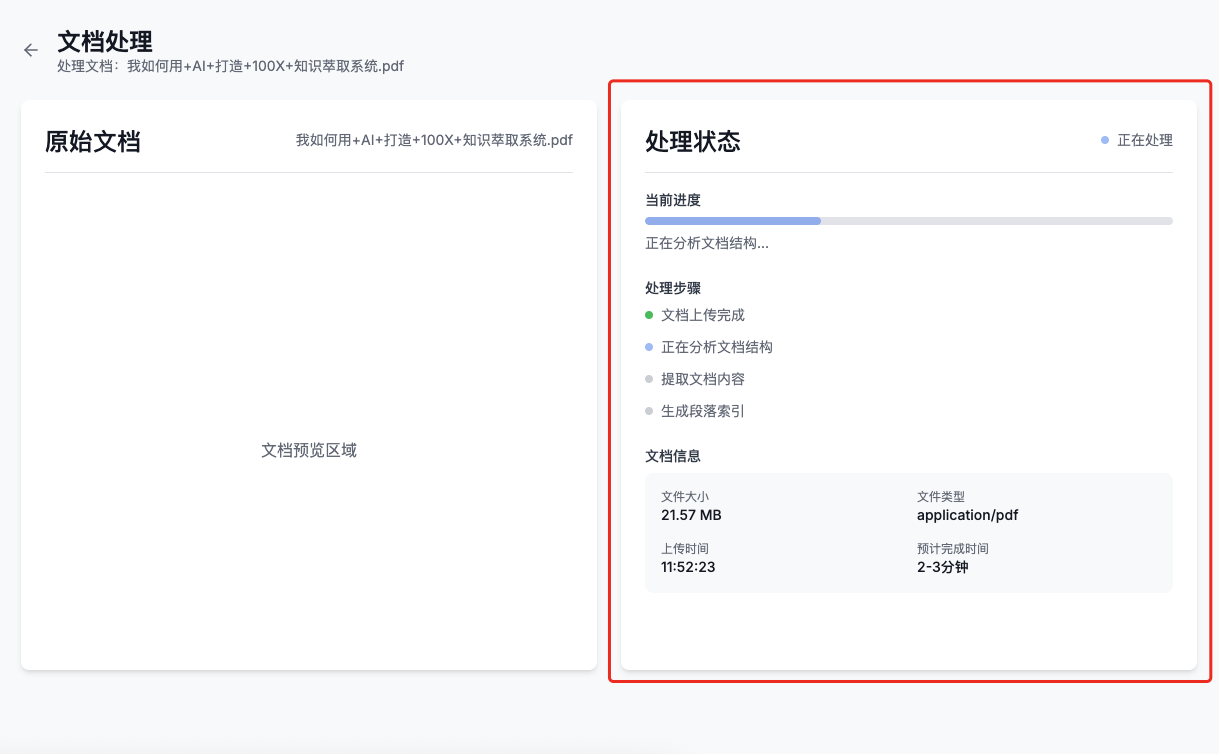 文档处理
处理文档：我如何用+AI+打造+100X+知识萃取系统.pdf
原始文档
我如何用+AI+打造+100X+知识萃取系统.pdf
文档预览区域
处理状态
正在处理
当前进度
正在分析文档结构...
处理步骤
文档上传完成
正在分析文档结构
提取文档内容
生成段落索引
文档信息
文件大小
21.57 MB
文件类型
application/pdf
上传时间
11:52:23
预计完成时间
2-3分钟